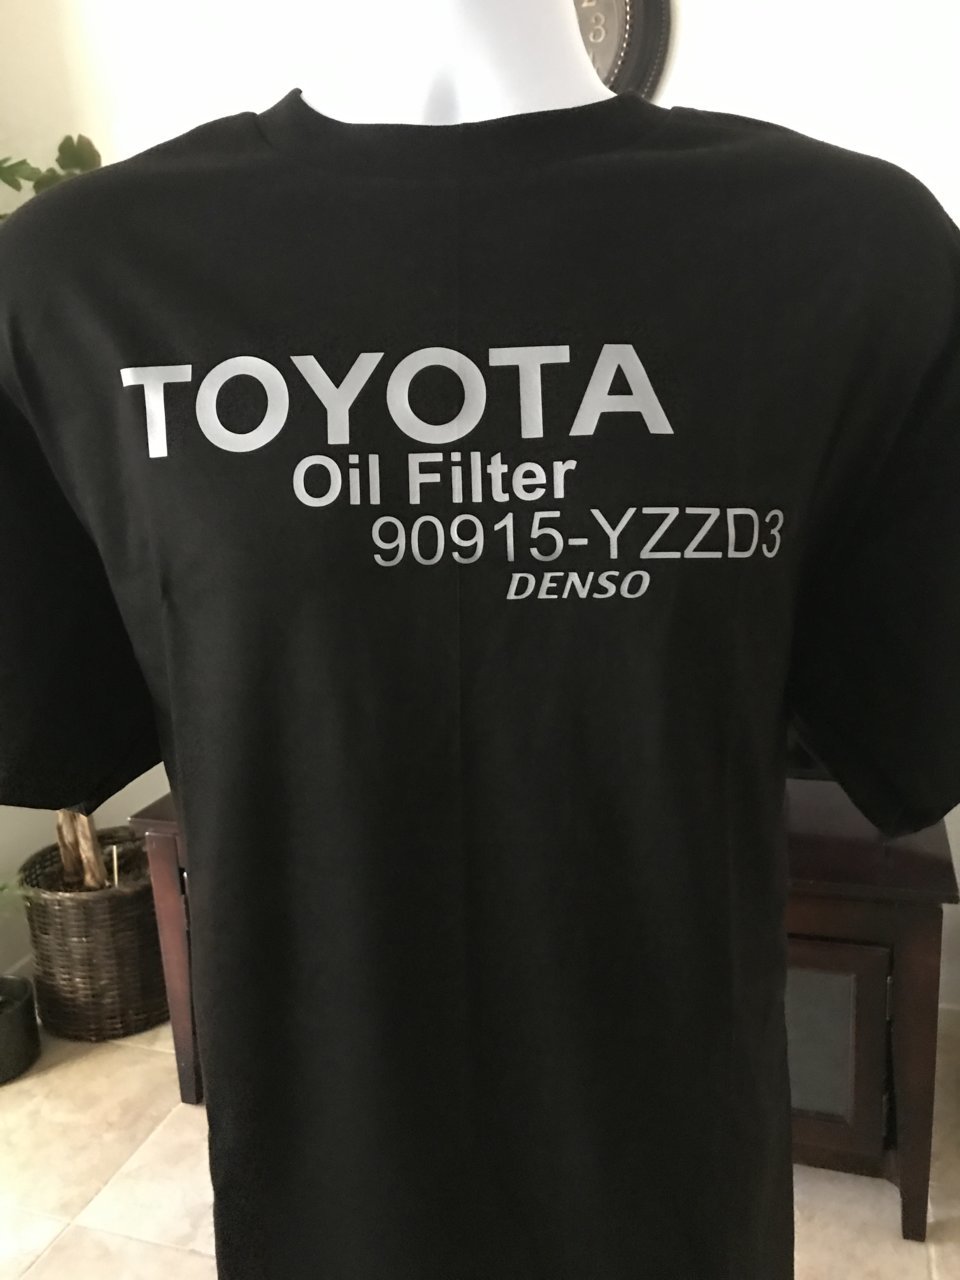 TOYOTA
Oil Filter
90915-YZZD3
DENSO